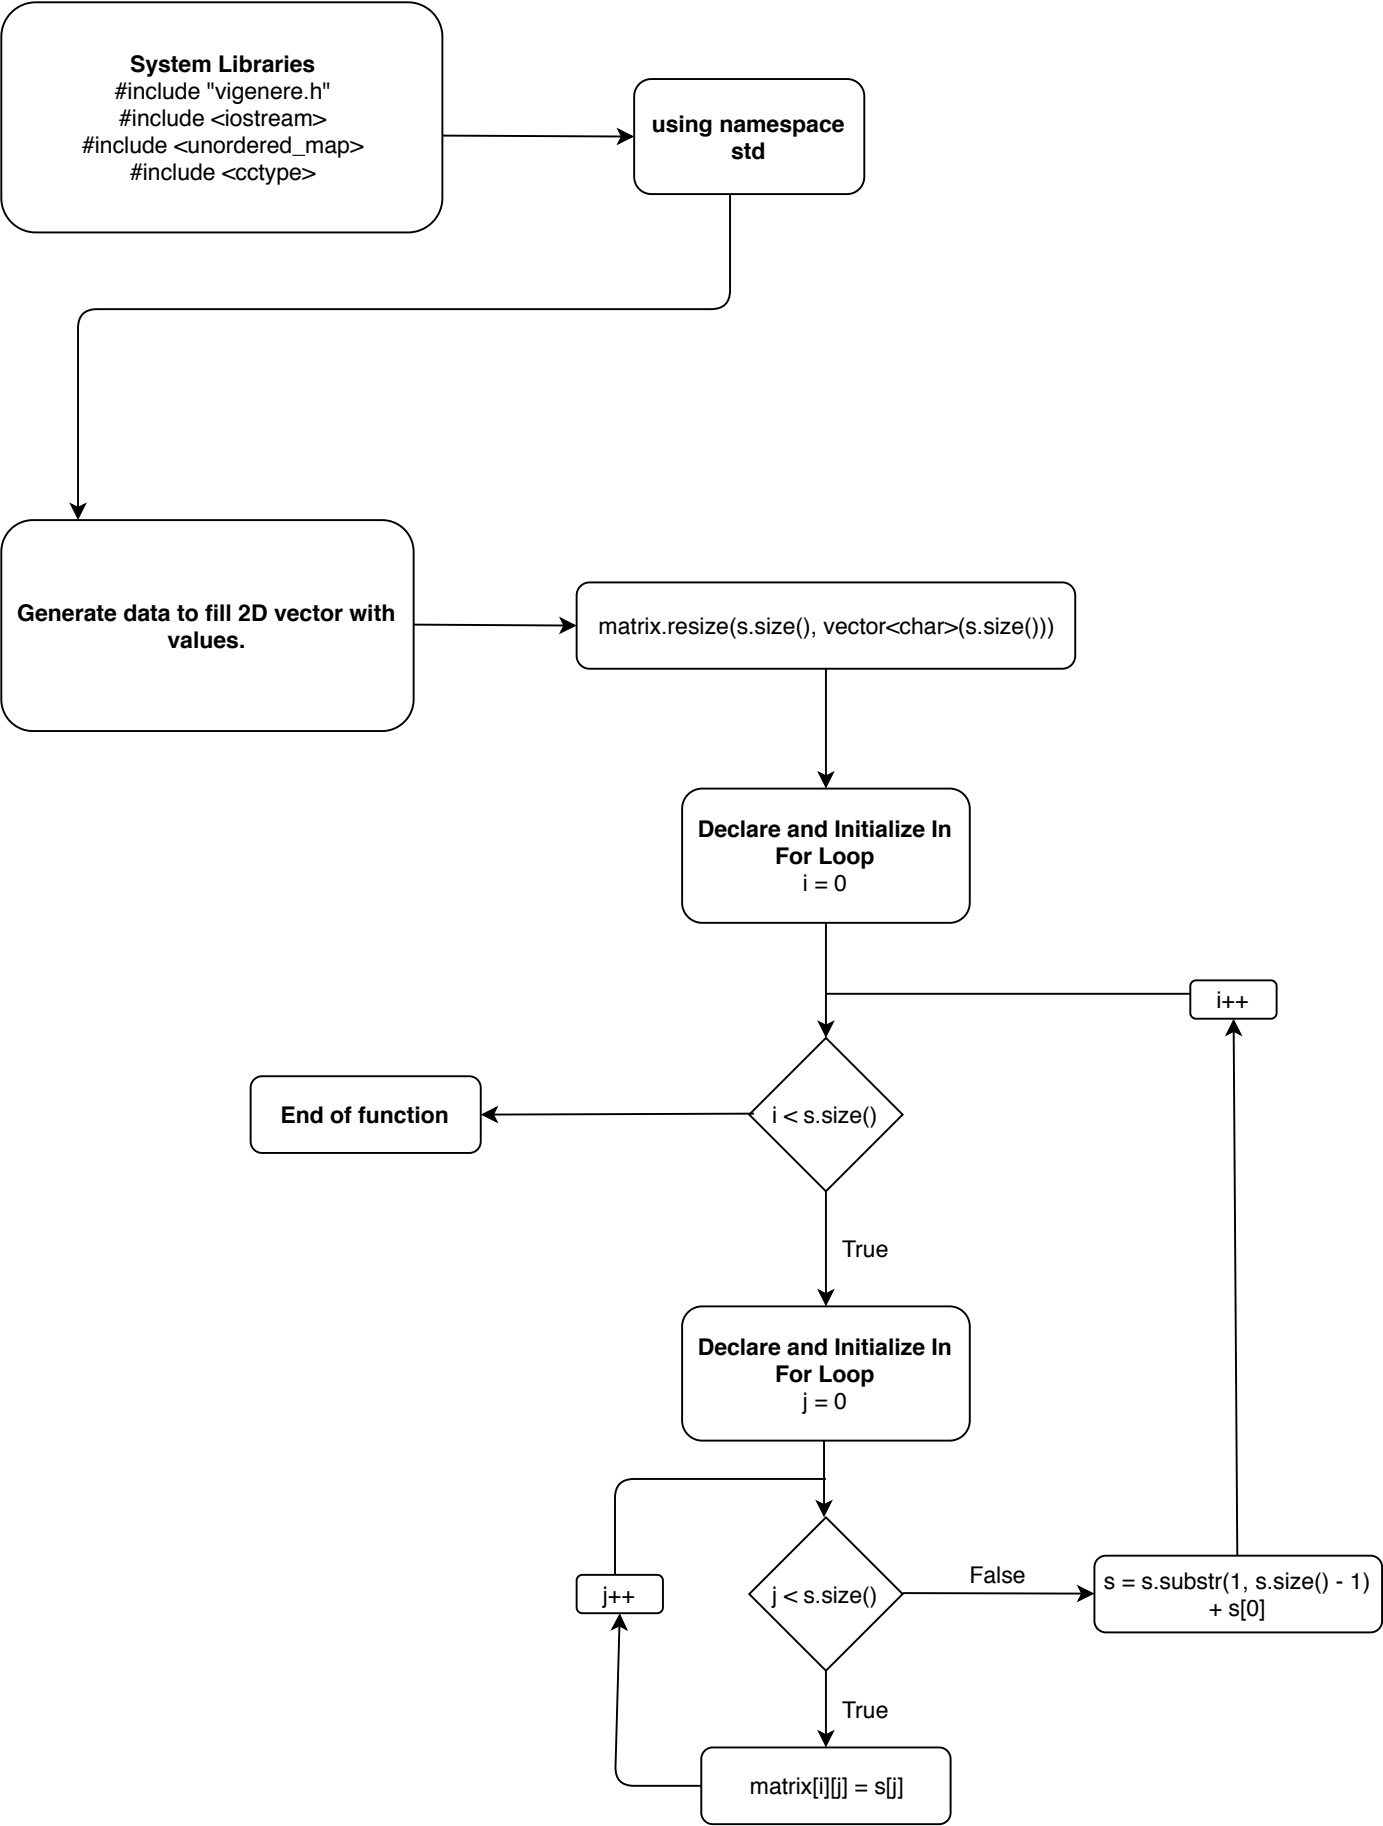 System Libraries
#include "vigenere.h"
#include <iostream>
#include <unordered_map>
#include <cctype>
using namespace
std
Generate data to fill 2D vector with
values.
matrix.resize(s.size(), vector<char>(s.size()))
Declare and Initialize In
For Loop
i = 0
i++
i < s.size()
End of function
True
Declare and Initialize In
For Loop
j = 0
j++
j < s.size()
False
s = s.substr(1, s.size() - 1)
+ s[0]
True
matrix[i][j] = s[j]